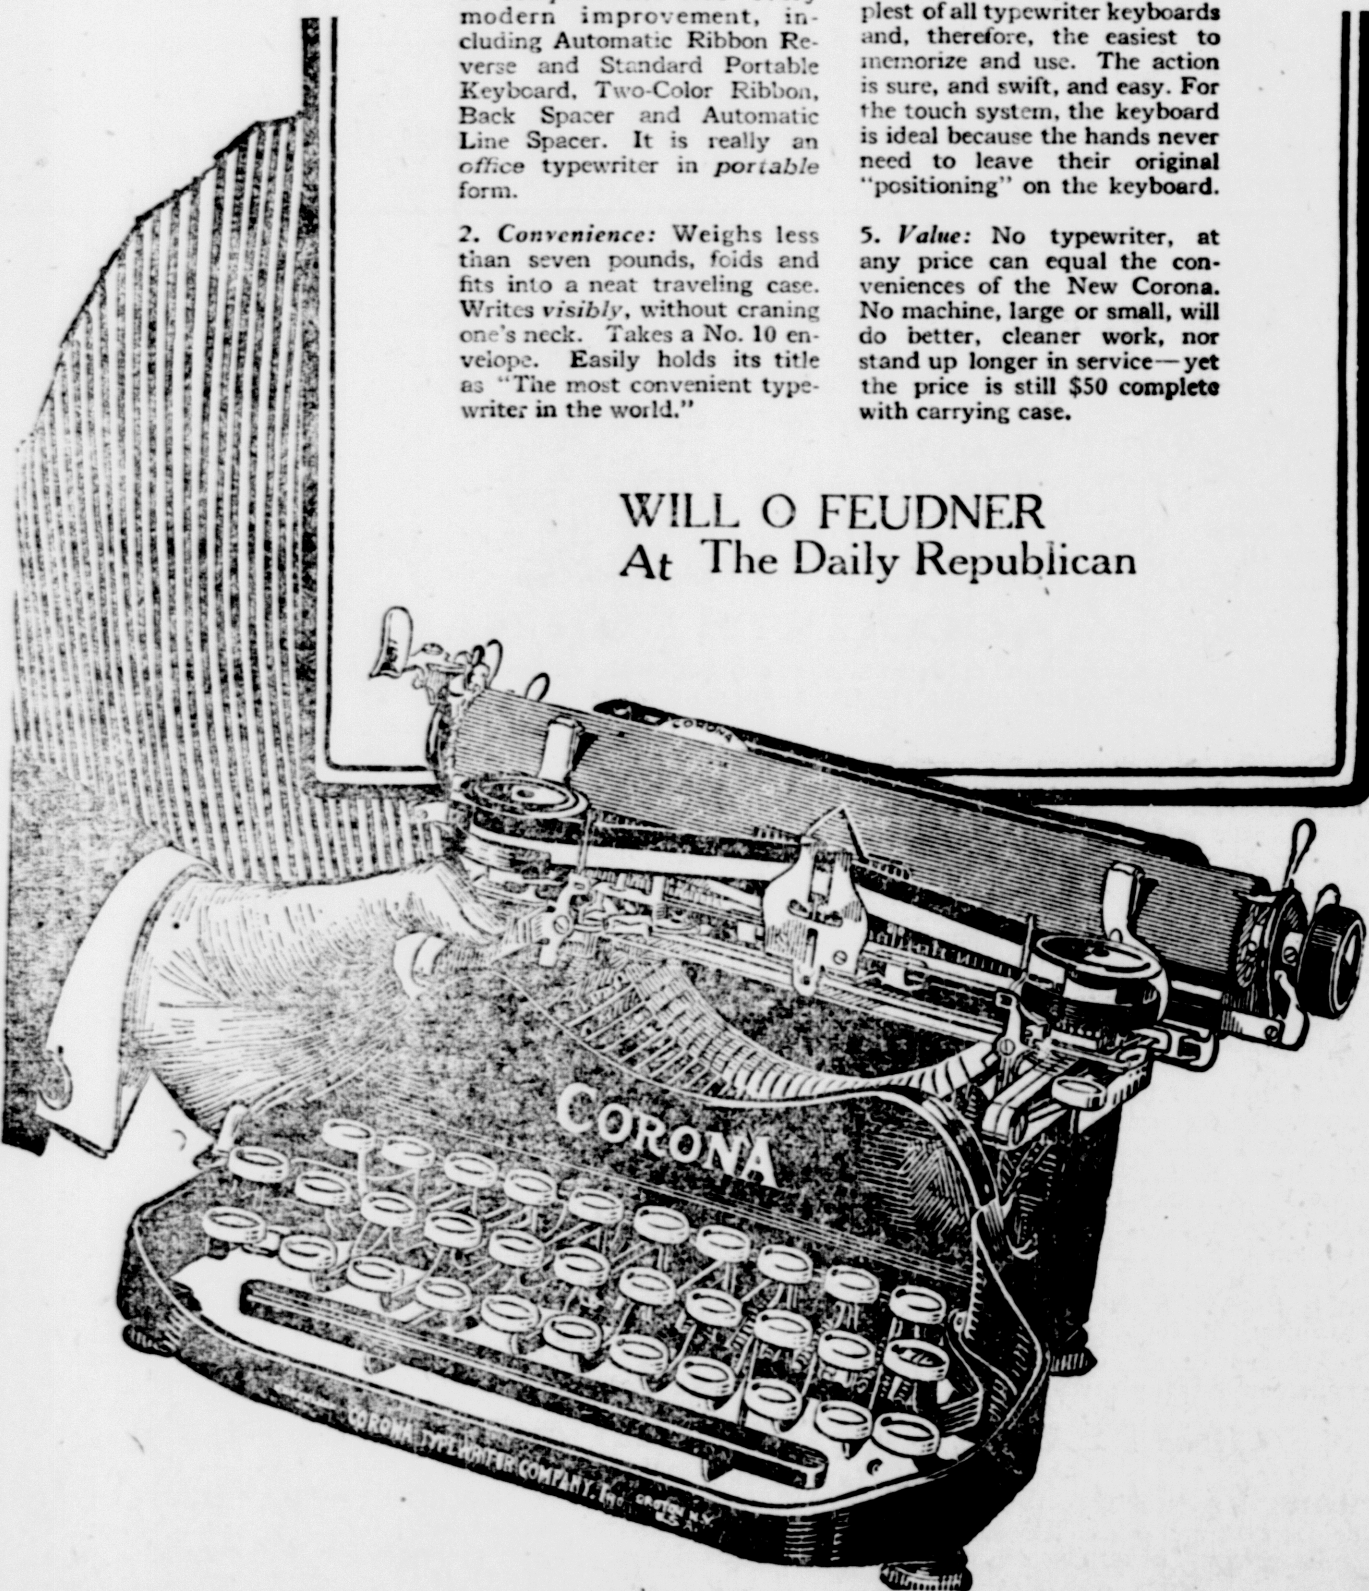 modern improvement, in-
cluding Automatic Ribbon Re-
verse and Standard Portable
Keyboard, Two-Color Ribbon,
Back Spacer and Automatic
Line Spacer. It is really an
office typewriter in portable
form.
2. Convenience: Weighs less
than seven pounds, folds and
fits into a neat traveling case.
Writes visibly, without craning
one's neck. Takes a No. 10 en-
velope. Easily holds its title
as "The most convenient type-
writer in the world."
plest of all typewriter keyboards
and, therefore, the easiest to
memorize and use. The action
is sure, and swift, and easy. For
the touch system, the keyboard
is ideal because the hands never
need to leave their original
"positioning" on the keyboard.
5. Value: No typewriter, at
any price can equal the con-
veniences of the New Corona.
No machine, large or small, will
do better, cleaner work, nor
stand up longer in service—yet
the price is still $50 complete
with carrying case.
WILL O FEUDNER
At The Daily Republican
CORONA
CORONA
CORONA TYPEWRITER COMPANY, Inc. GROTON N.Y.
U.S.A.